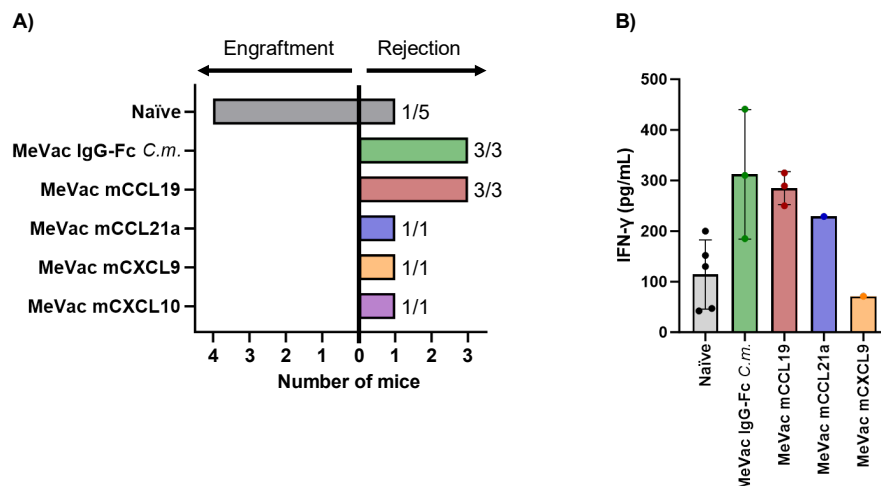 A)
Engraftment
Rejection
Naïve
1/5
MeVac IgG-Fc C.m.
3/3
MeVac mCCL19
3/3
MeVac mCCL21a
1/1
MeVac mCXCL9
1/1
MeVac mCXCL10
1/1
4 3 2 1 0 1 2 3
Number of mice
B)
500
400
300
200
100
0
IFN-γ (pg/mL)
Naïve
MeVac IgG-Fc C.m.
MeVac mCCL19
MeVac mCCL21a
MeVac mCXCL9